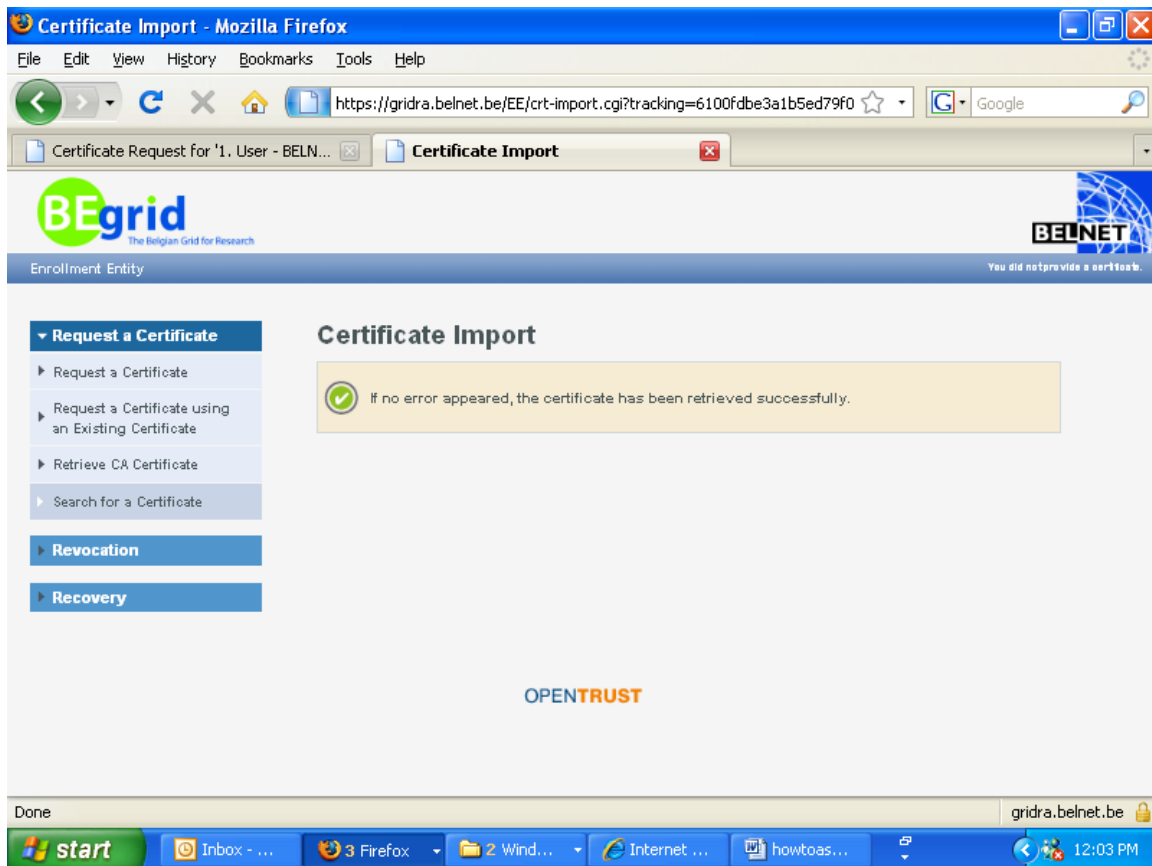 Certificate Import - Mozilla Firefox
File Edit View History Bookmarks Tools Help
https://gridra.belnet.be/EE/crt-import.cgi?tracking=6100fdbe3a1b5ed79f0
G Google
Certificate Request for '1. User - BELN...
Certificate Import
BEgrid
The Belgian Grid for Research
BELNET
Enrollment Entity
You did not provide a certificate.
Request a Certificate
Request a Certificate
Request a Certificate using
an Existing Certificate
Retrieve CA Certificate
Search for a Certificate
Revocation
Recovery
Certificate Import
If no error appeared, the certificate has been retrieved successfully.
OPENTRUST
Done
gridra.belnet.be
start
Inbox - ...
3 Firefox
2 Wind...
Internet ...
howtoas...
12:03 PM